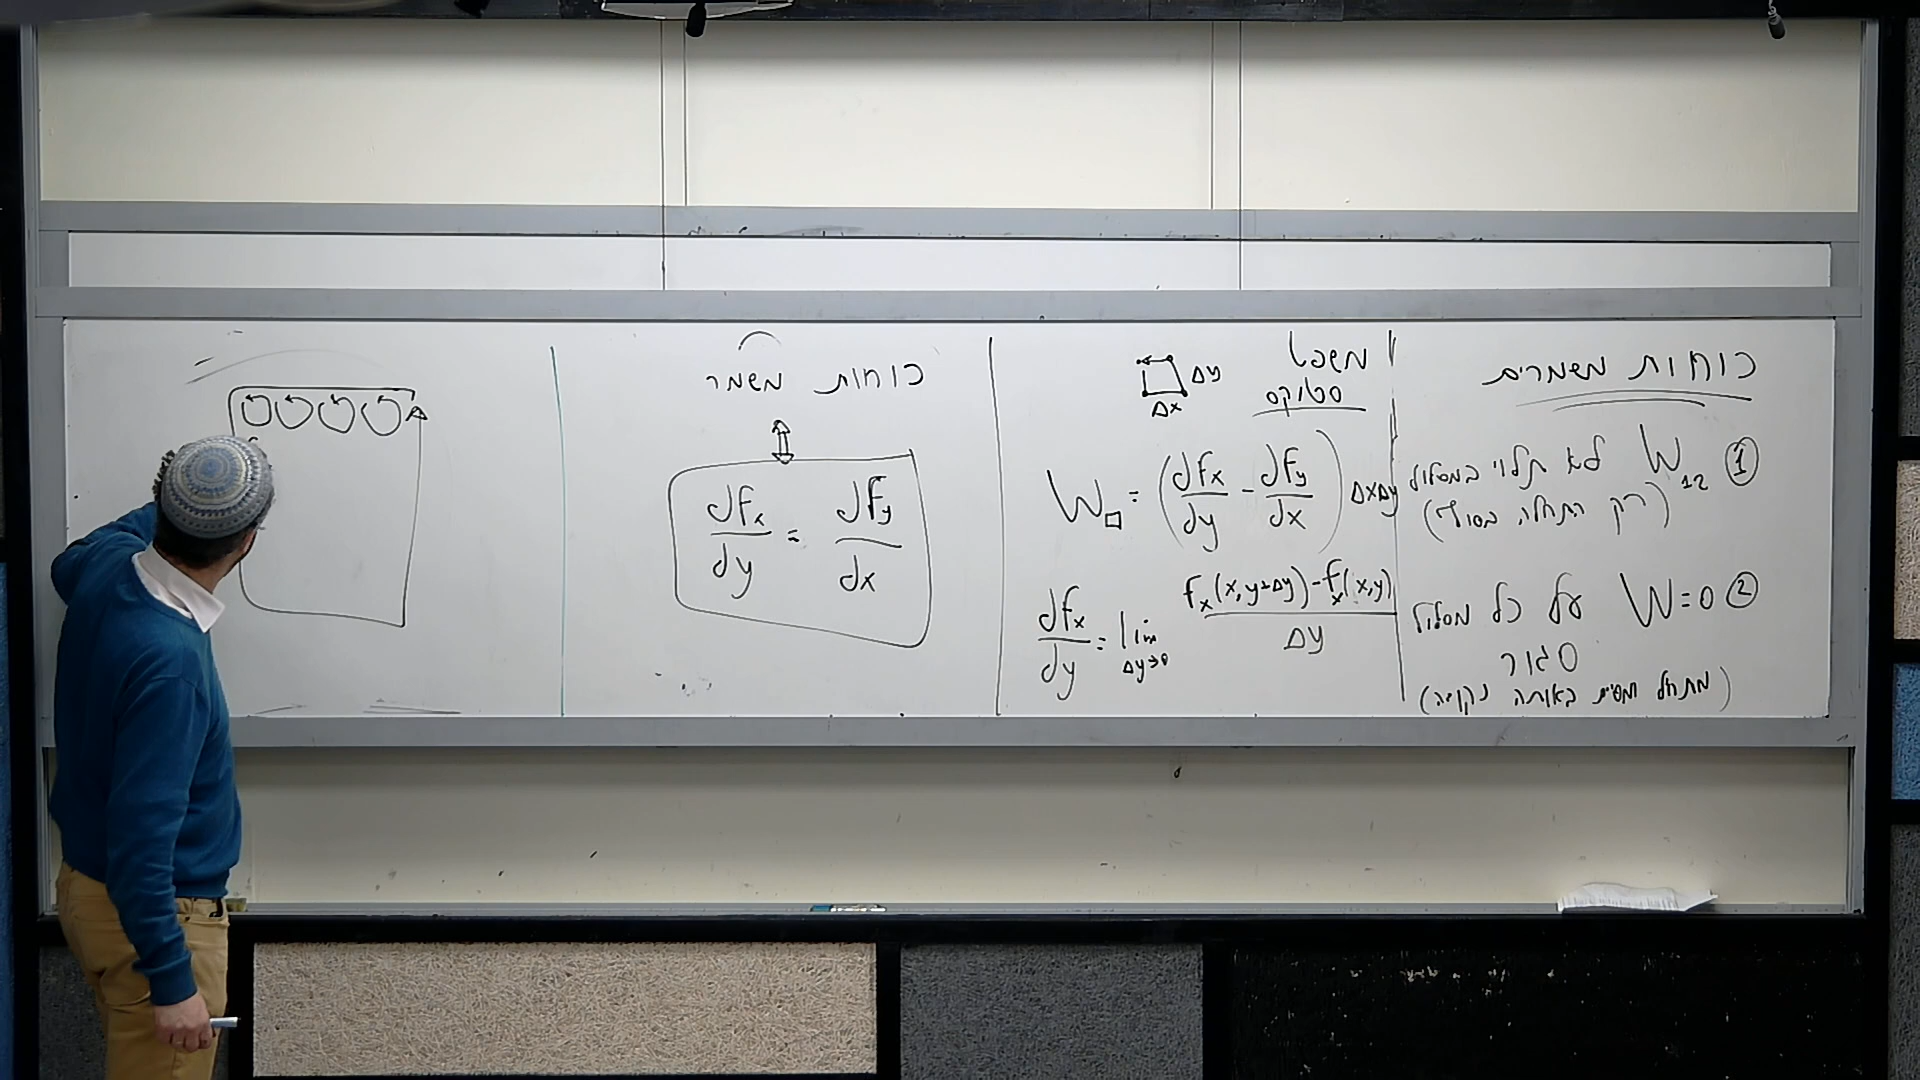 כוחות משמרים
① W₁₂ לא תלוי במסלול
(רק התחלה, בסוף)
② W=0 על כל מסלול
סגור
(מתחיל ומסיים באותה נקודה)
משפט
סטוקס
Δy
Δx
W□ = (dFx/dy - dFy/dx) ΔxΔy
dFx/dy = lim Δy→0 (Fx(x,y+Δy) - Fx(x,y))/Δy
כוחות משמר
⇕
dFx/dy = dFy/dx